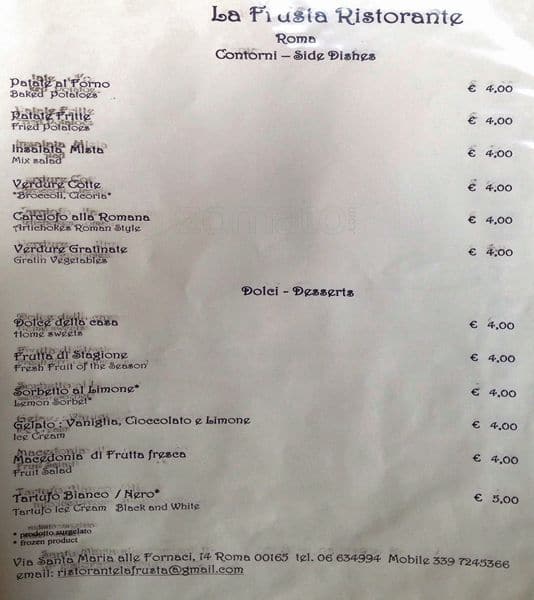 La Frusta Ristorante
Roma
Contorni – Side Dishes
Patate al Forno € 4,00
Baked Potatoes
Patate Fritte € 4,00
Fried Potatoes
Insalata Mista € 4,00
Mix salad
Verdure Cotte € 4,00
"Broccoli, Cicoria"
Carciofo alla Romana € 4,00
Artichokes Roman Style
Verdure Gratinate € 4,00
Gratin Vegetables
Dolci - Desserts
Dolce della casa € 4,00
Home sweets
Frutta di Stagione € 4,00
Fresh Fruit of the Season
Sorbetto al Limone* € 4,00
Lemon Sorbet*
Gelato : Vaniglia, Cioccolato e Limone € 4,00
Ice Cream
Macedonia di Frutta fresca € 4,00
Fruit Salad
Tartufo Bianco / Nero* € 5,00
Tartufo Ice Cream Black and White
* prodotto surgelato
* frozen product
Via Santa Maria alle Fornaci, 14 Roma 00165 tel. 06 634994 Mobile 339 7245366
email: ristorantelafrusta@gmail.com